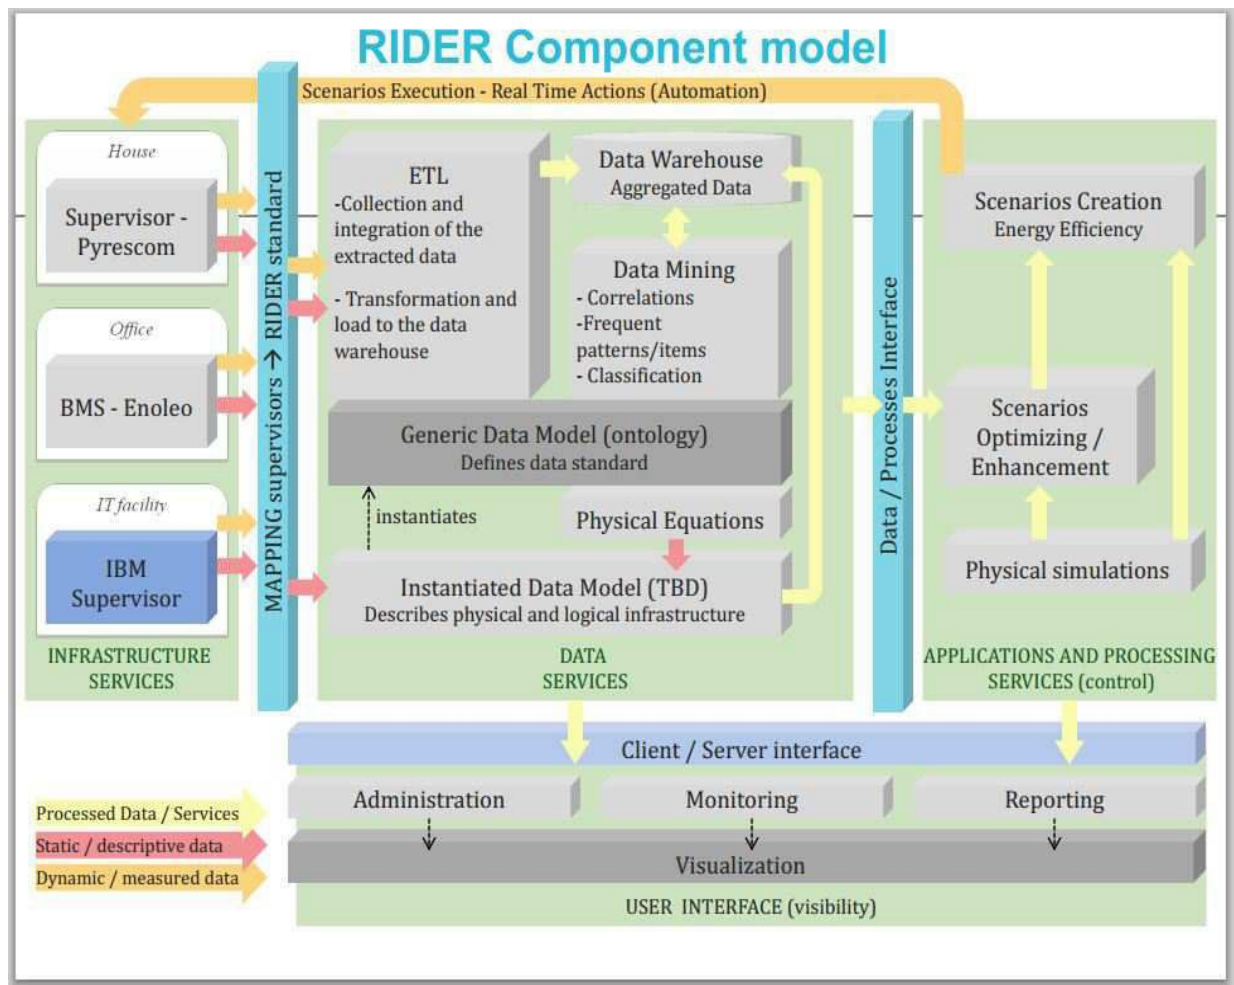 RIDER Component model
Scenarios Execution - Real Time Actions (Automation)
House
Supervisor -
Pyrescom
Office
BMS - Enoleo
IT facility
IBM
Supervisor
INFRASTRUCTURE
SERVICES
MAPPING supervisors → RIDER standard
ETL
-Collection and
integration of the
extracted data
- Transformation and
load to the data
warehouse
Data Warehouse
Aggregated Data
Data Mining
- Correlations
-Frequent
patterns/items
- Classification
Generic Data Model (ontology)
Defines data standard
instantiates
Physical Equations
Instantiated Data Model (TBD)
Describes physical and logical infrastructure
DATA
SERVICES
Data / Processes Interface
Scenarios Creation
Energy Efficiency
Scenarios
Optimizing /
Enhancement
Physical simulations
APPLICATIONS AND PROCESSING
SERVICES (control)
Client / Server interface
Administration
Monitoring
Reporting
Visualization
USER INTERFACE (visibility)
Processed Data / Services
Static / descriptive data
Dynamic / measured data